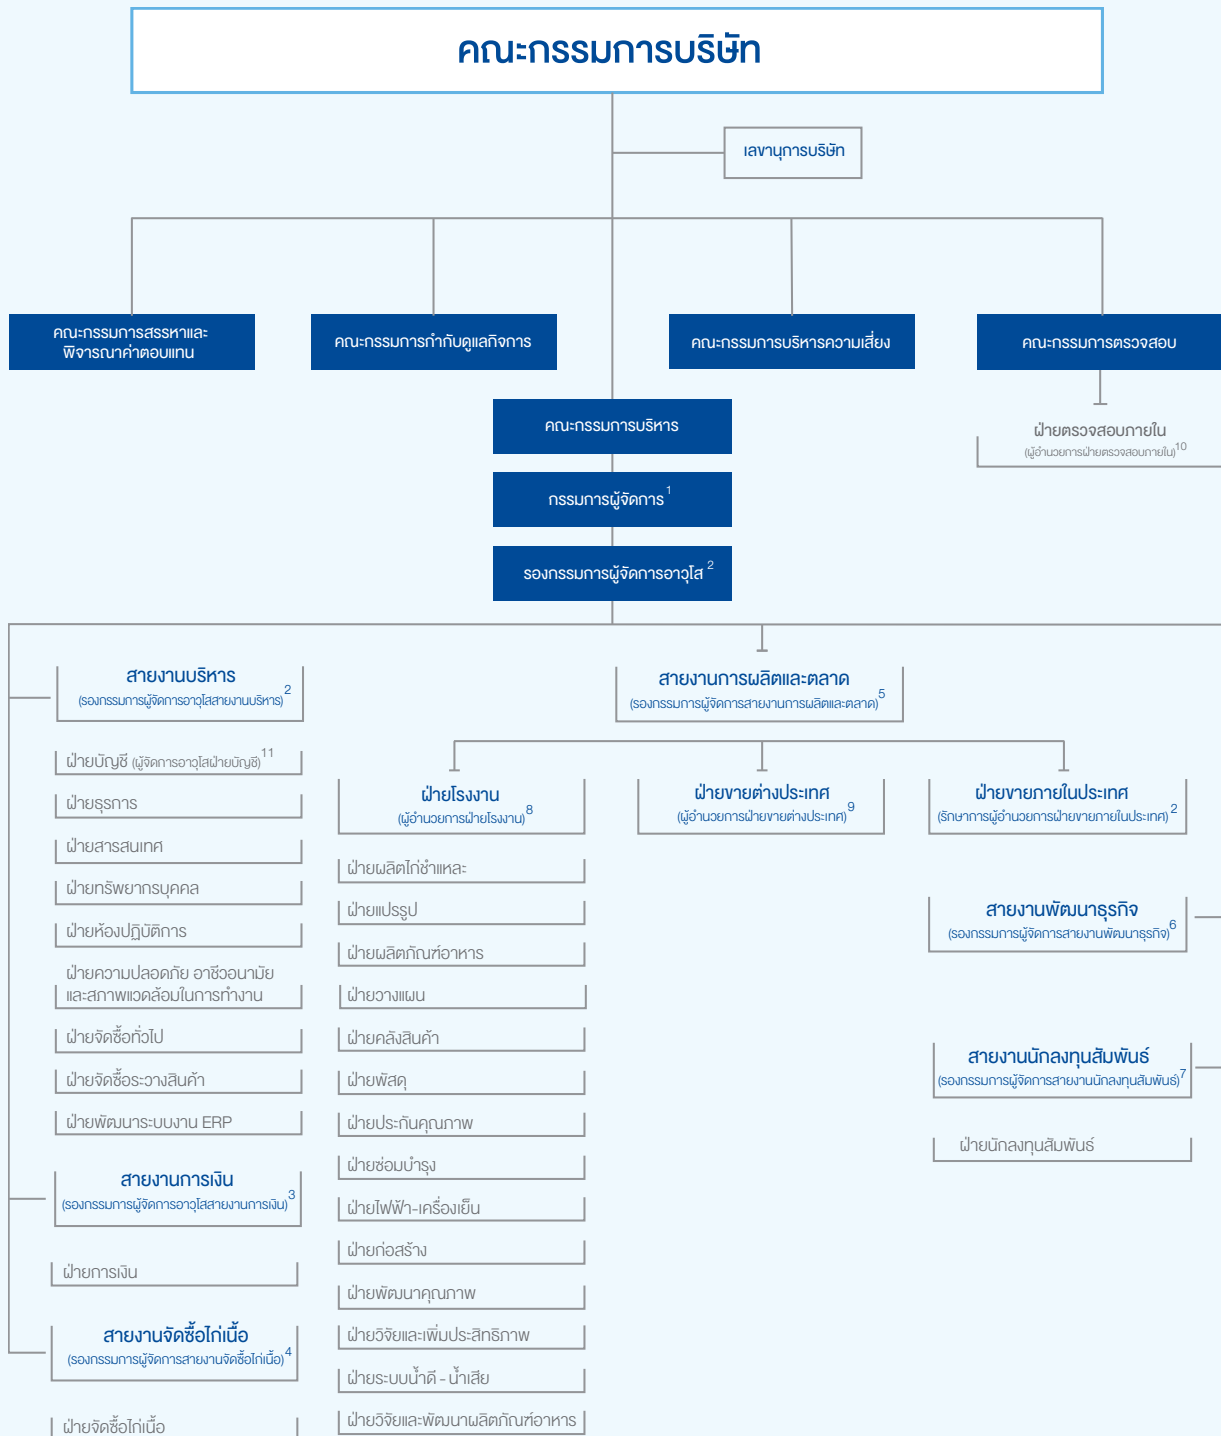 คณะกรรมการบริษัท
เลขานุการบริษัท
คณะกรรมการสรรหาและ
พิจารณาค่าตอบแทน
คณะกรรมการกำกับดูแลกิจการ
คณะกรรมการบริหารความเสี่ยง
คณะกรรมการตรวจสอบ
ฝ่ายตรวจสอบภายใน
(ผู้อำนวยการฝ่ายตรวจสอบภายใน)10
คณะกรรมการบริหาร
กรรมการผู้จัดการ1
รองกรรมการผู้จัดการอาวุโส2
สายงานบริหาร
(รองกรรมการผู้จัดการอาวุโสสายงานบริหาร)2
ฝ่ายบัญชี (ผู้จัดการอาวุโสฝ่ายบัญชี)11
ฝ่ายธุรการ
ฝ่ายสารสนเทศ
ฝ่ายทรัพยากรบุคคล
ฝ่ายห้องปฏิบัติการ
ฝ่ายความปลอดภัย อาชีวอนามัย
และสภาพแวดล้อมในการทำงาน
ฝ่ายจัดซื้อทั่วไป
ฝ่ายจัดซื้อระวางสินค้า
ฝ่ายพัฒนาระบบงาน ERP
สายงานการเงิน
(รองกรรมการผู้จัดการอาวุโสสายงานการเงิน)3
ฝ่ายการเงิน
สายงานจัดซื้อไก่เนื้อ
(รองกรรมการผู้จัดการสายงานจัดซื้อไก่เนื้อ)4
ฝ่ายจัดซื้อไก่เนื้อ
สายงานการผลิตและตลาด
(รองกรรมการผู้จัดการสายงานการผลิตและตลาด)5
ฝ่ายโรงงาน
(ผู้อำนวยการฝ่ายโรงงาน)8
ฝ่ายผลิตไก่ชำแหละ
ฝ่ายแปรรูป
ฝ่ายผลิตภัณฑ์อาหาร
ฝ่ายวางแผน
ฝ่ายคลังสินค้า
ฝ่ายพัสดุ
ฝ่ายประกันคุณภาพ
ฝ่ายซ่อมบำรุง
ฝ่ายไฟฟ้า-เครื่องเย็น
ฝ่ายก่อสร้าง
ฝ่ายพัฒนาคุณภาพ
ฝ่ายวิจัยและเพิ่มประสิทธิภาพ
ฝ่ายระบบน้ำดี - น้ำเสีย
ฝ่ายวิจัยและพัฒนาผลิตภัณฑ์อาหาร
ฝ่ายขายต่างประเทศ
(ผู้อำนวยการฝ่ายขายต่างประเทศ)9
ฝ่ายขายภายในประเทศ
(รักษาการผู้อำนวยการฝ่ายขายภายในประเทศ)2
สายงานพัฒนาธุรกิจ
(รองกรรมการผู้จัดการสายงานพัฒนาธุรกิจ)6
สายงานนักลงทุนสัมพันธ์
(รองกรรมการผู้จัดการสายงานนักลงทุนสัมพันธ์)7
ฝ่ายนักลงทุนสัมพันธ์